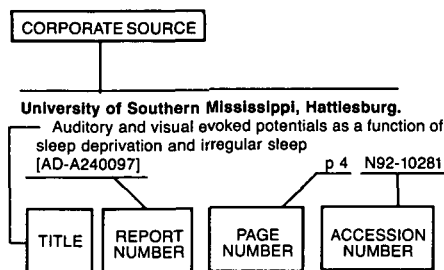 CORPORATE SOURCE
University of Southern Mississippi, Hattiesburg.
Auditory and visual evoked potentials as a function of
sleep deprivation and irregular sleep
[AD-A240097] p 4 N92-10281
TITLE
REPORT
NUMBER
PAGE
NUMBER
ACCESSION
NUMBER